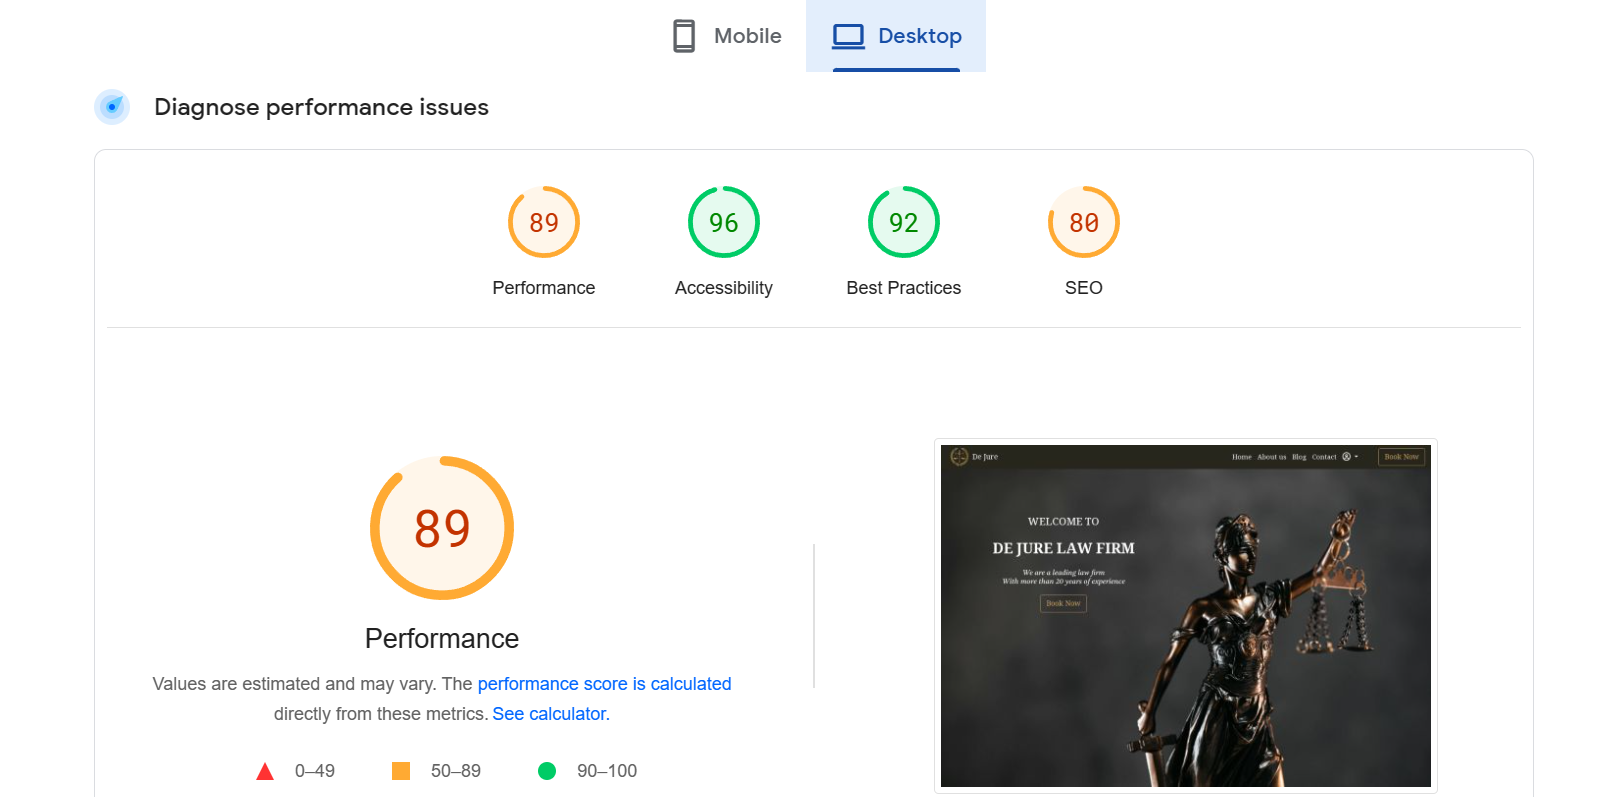 Mobile
Desktop
Diagnose performance issues
89
96
92
80
Performance
Accessibility
Best Practices
SEO
89
Performance
Values are estimated and may vary. The performance score is calculated
directly from these metrics. See calculator.
0–49
50–89
90–100
De Jure
Home About us Blog Contact
Book Now
WELCOME TO
DE JURE LAW FIRM
We are a leading law firm
With more than 20 years of experience
Book Now